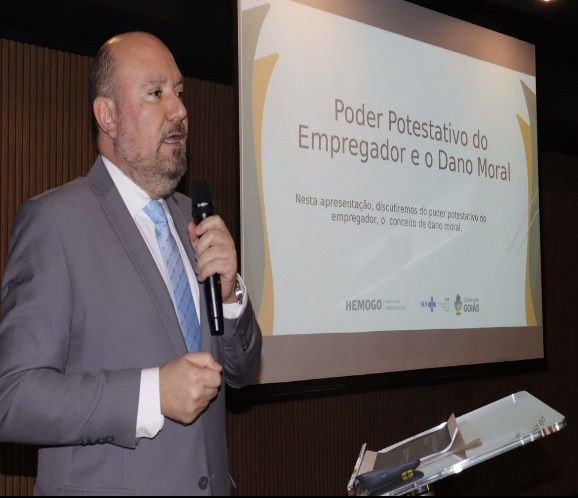 Poder Potestativo do
Empregador e o Dano Moral
Nesta apresentação, discutiremos do poder potestativo do
empregador, o conceito de dano moral.
HEMOGO
SUS
GOIÁS